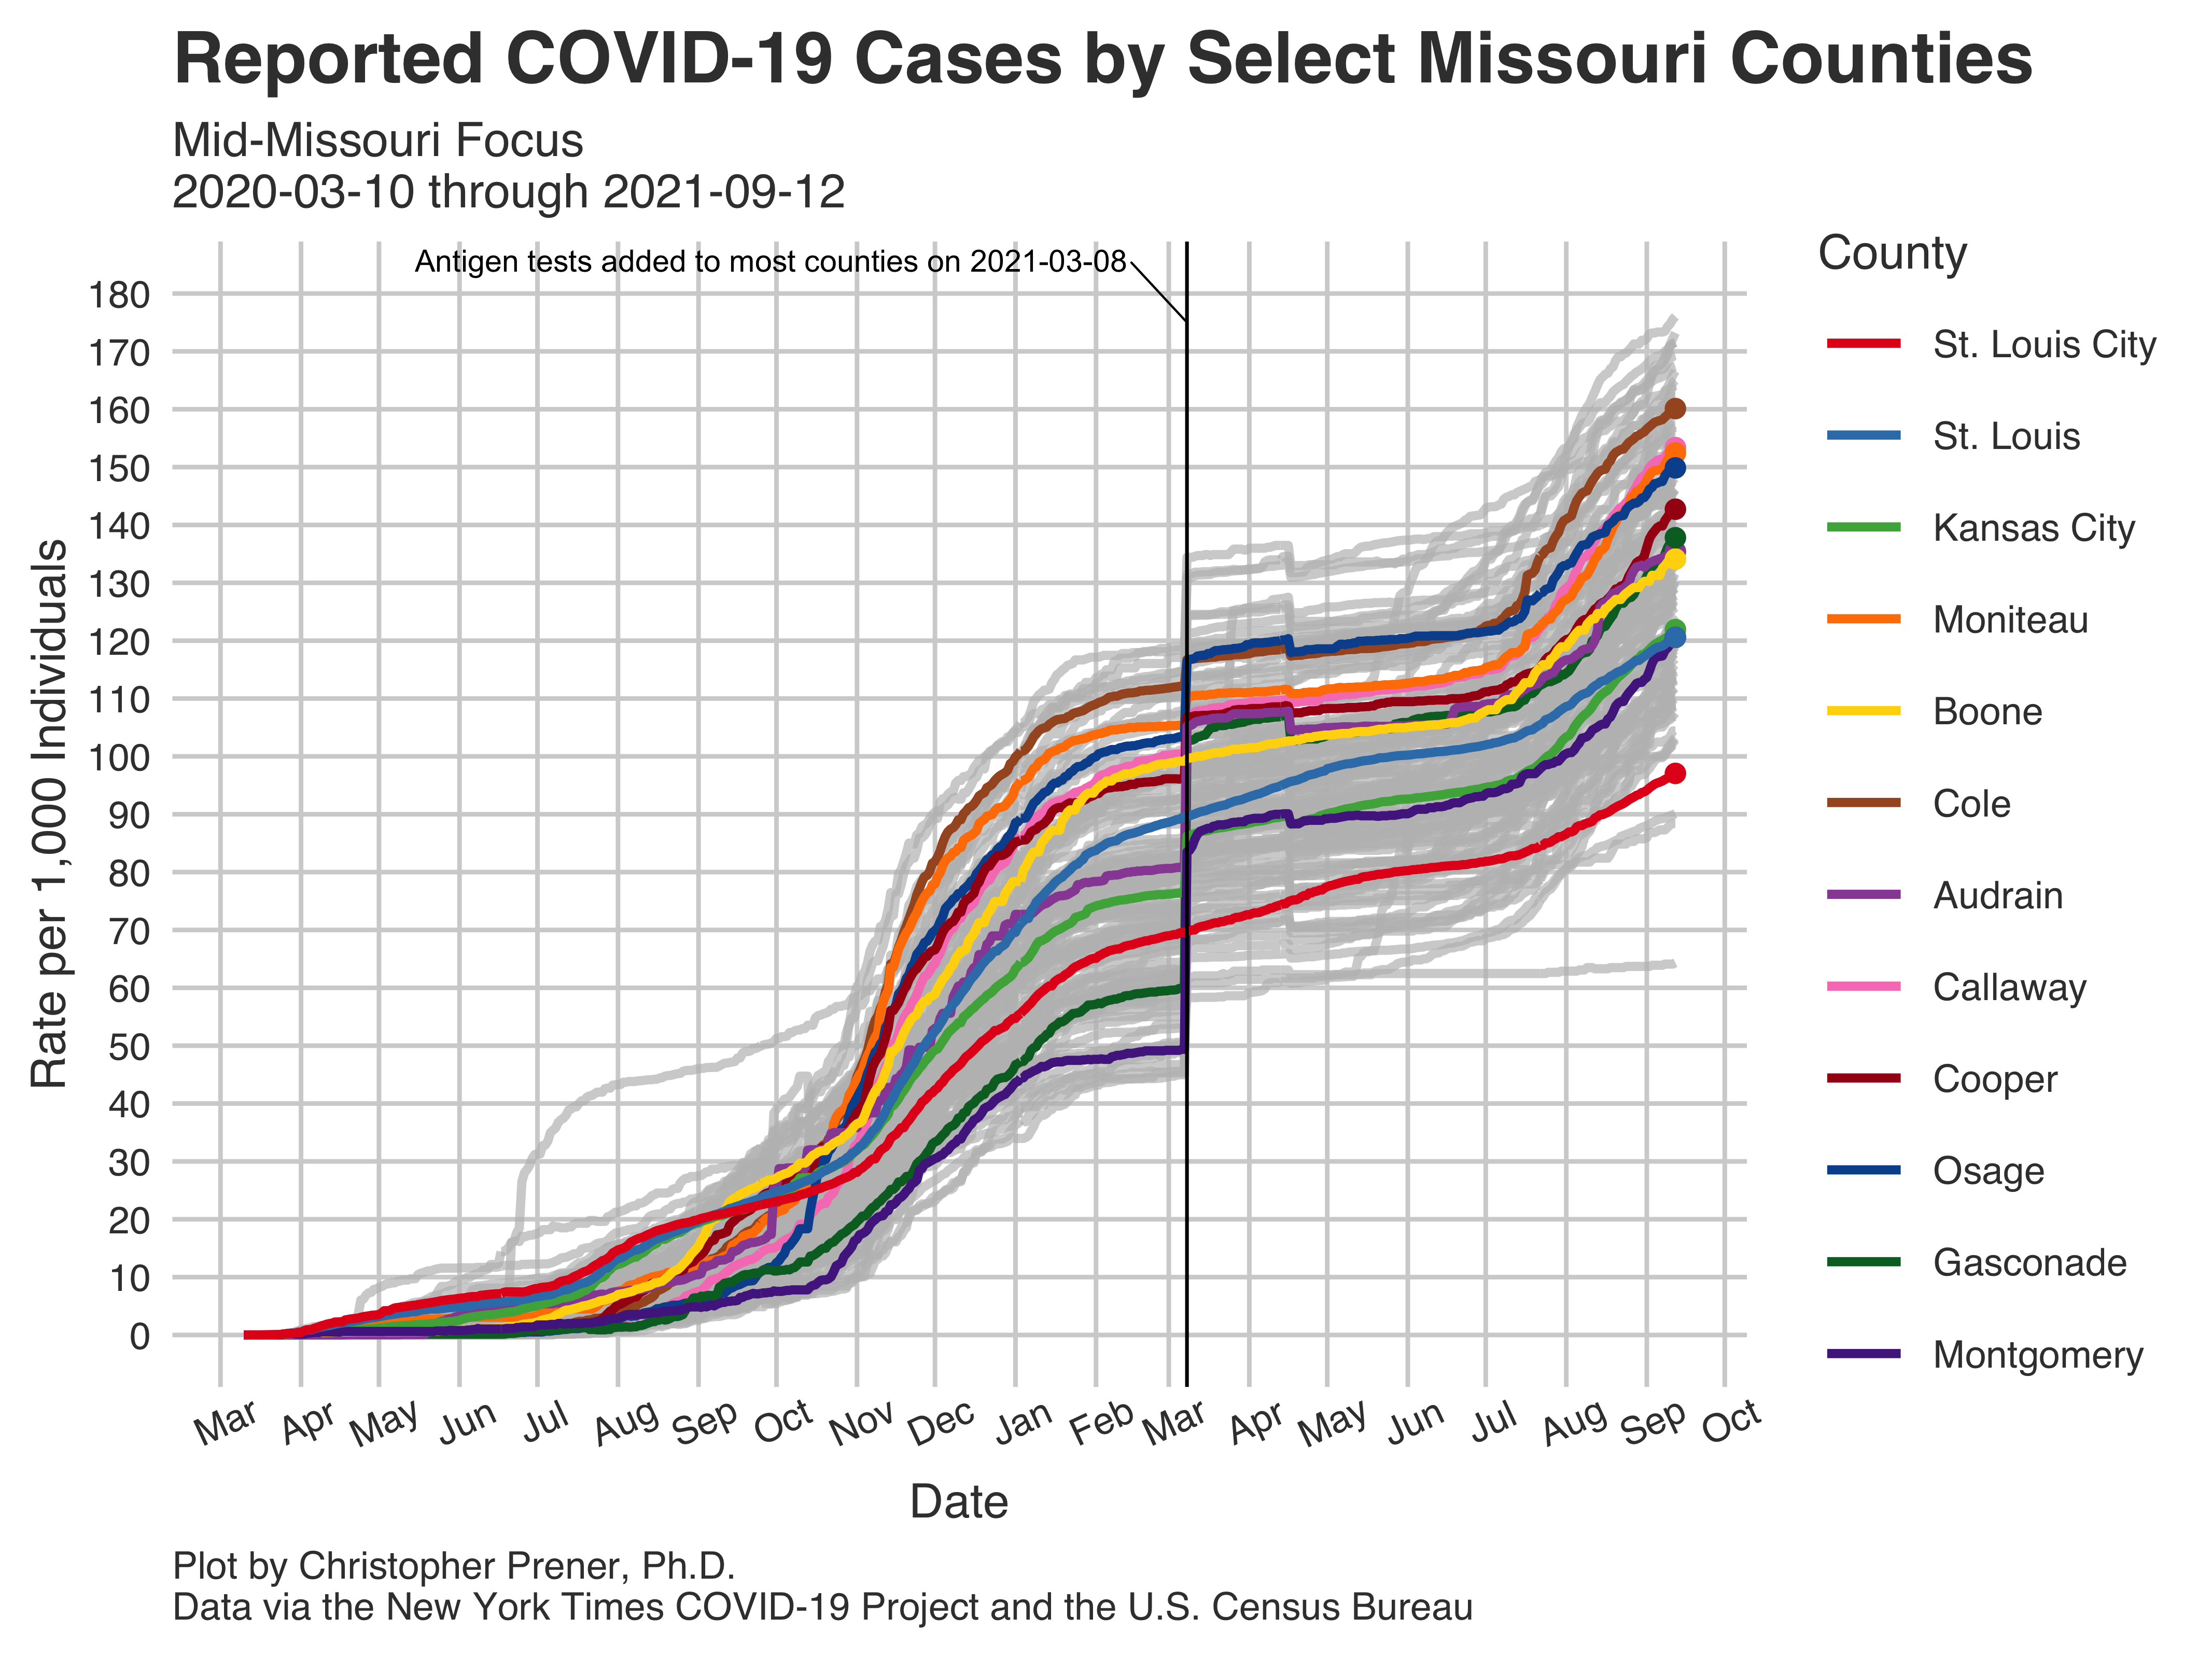 Reported COVID-19 Cases by Select Missouri Counties
Mid-Missouri Focus
2020-03-10 through 2021-09-12
Antigen tests added to most counties on 2021-03-08
Rate per 1,000 Individuals
180
170
160
150
140
130
120
110
100
90
80
70
60
50
40
30
20
10
0
Mar Apr May Jun Jul Aug Sep Oct Nov Dec Jan Feb Mar Apr May Jun Jul Aug Sep Oct
Date
County
St. Louis City
St. Louis
Kansas City
Moniteau
Boone
Cole
Audrain
Callaway
Cooper
Osage
Gasconade
Montgomery
Plot by Christopher Prener, Ph.D.
Data via the New York Times COVID-19 Project and the U.S. Census Bureau